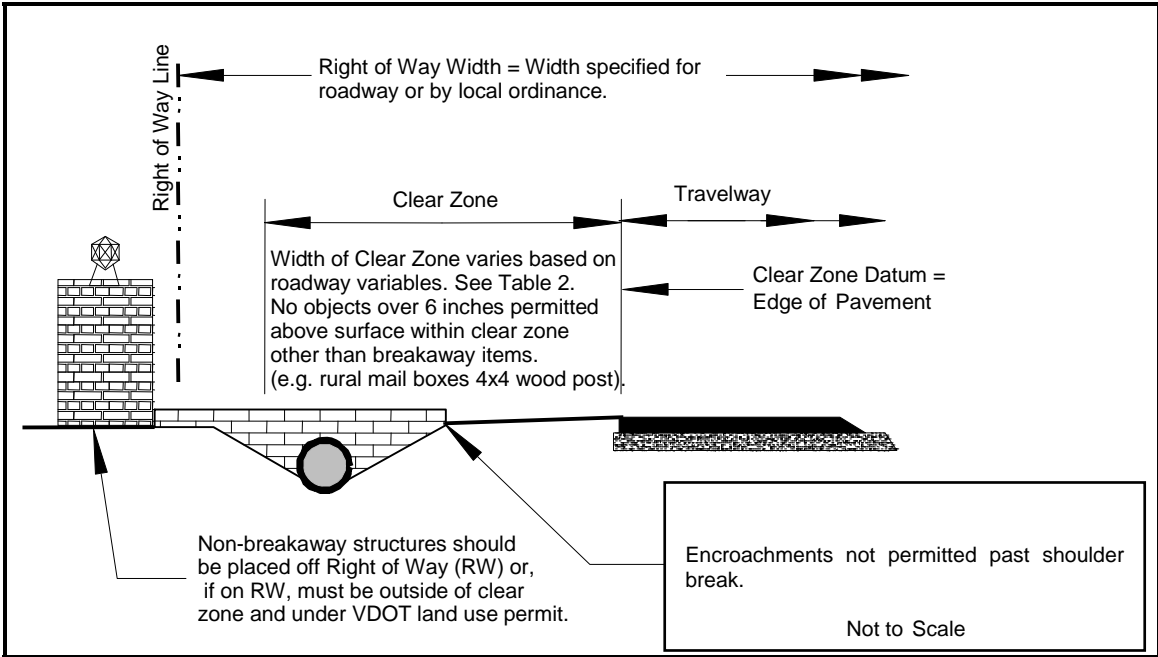 Right of Way Line
Right of Way Width = Width specified for
roadway or by local ordinance.
Clear Zone
Travelway
Width of Clear Zone varies based on
roadway variables. See Table 2.
No objects over 6 inches permitted
above surface within clear zone
other than breakaway items.
(e.g. rural mail boxes 4x4 wood post).
Clear Zone Datum =
Edge of Pavement
Non-breakaway structures should
be placed off Right of Way (RW) or,
if on RW, must be outside of clear
zone and under VDOT land use permit.
Encroachments not permitted past shoulder
break.
Not to Scale